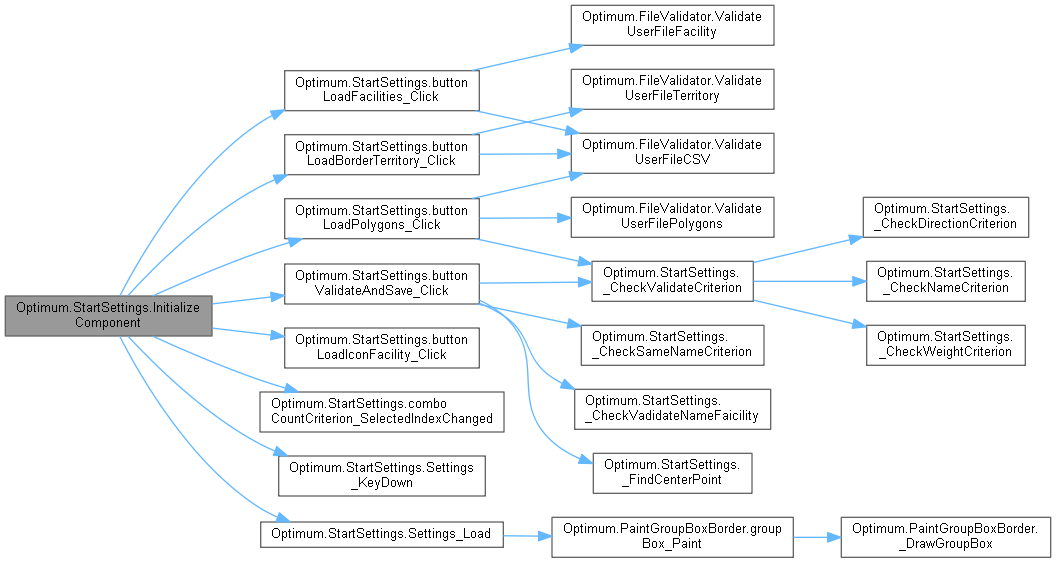 Optimum.StartSettings.Initialize
Component
Optimum.StartSettings.button
LoadFacilities_Click
Optimum.StartSettings.button
LoadBorderTerritory_Click
Optimum.StartSettings.button
LoadPolygons_Click
Optimum.StartSettings.button
ValidateAndSave_Click
Optimum.StartSettings.button
LoadIconFacility_Click
Optimum.StartSettings.combo
CountCriterion_SelectedIndexChanged
Optimum.StartSettings.Settings
_KeyDown
Optimum.StartSettings.Settings_Load
Optimum.FileValidator.Validate
UserFileFacility
Optimum.FileValidator.Validate
UserFileTerritory
Optimum.FileValidator.Validate
UserFileCSV
Optimum.FileValidator.Validate
UserFilePolygons
Optimum.StartSettings.
_CheckValidateCriterion
Optimum.StartSettings.
_CheckSameNameCriterion
Optimum.StartSettings.
_CheckVadidateNameFaicility
Optimum.StartSettings.
_FindCenterPoint
Optimum.PaintGroupBoxBorder.group
Box_Paint
Optimum.StartSettings.
_CheckDirectionCriterion
Optimum.StartSettings.
_CheckNameCriterion
Optimum.StartSettings.
_CheckWeightCriterion
Optimum.PaintGroupBoxBorder.
_DrawGroupBox